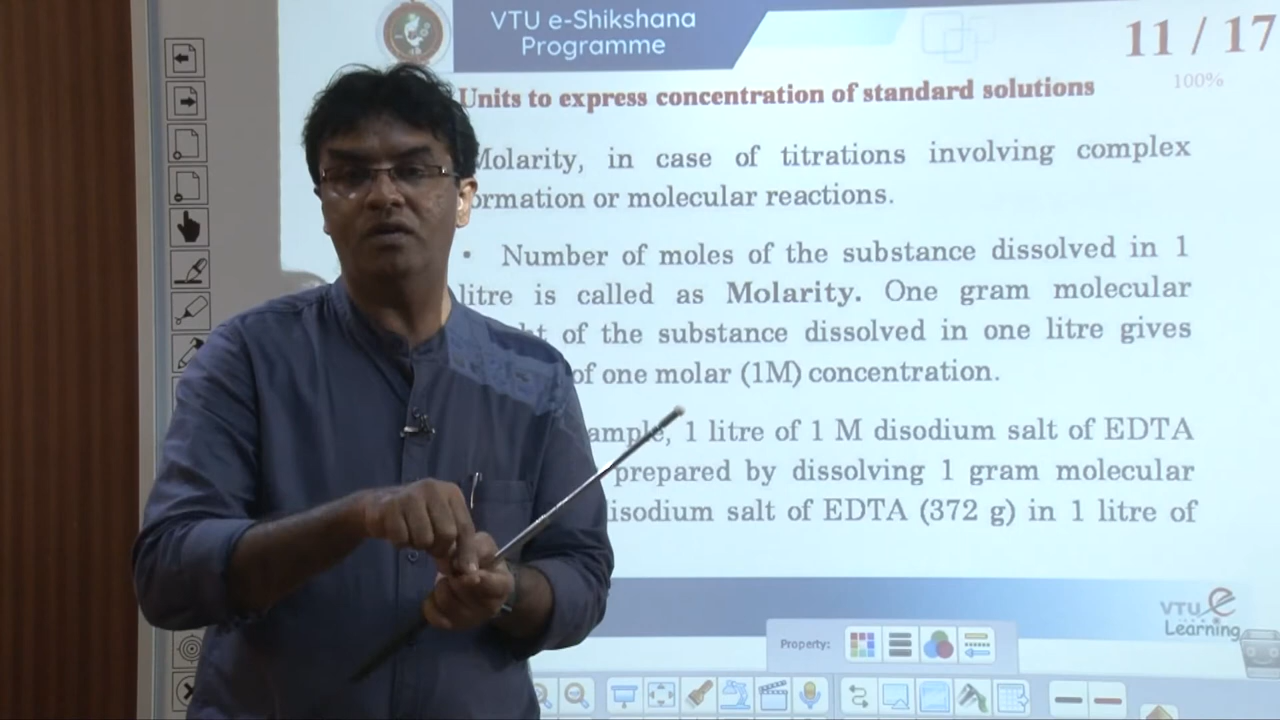 VTU e-Shikshana
Programme
11 / 17
100%
Units to express concentration of standard solutions
Molarity, in case of titrations involving complex
ormation or molecular reactions.
• Number of moles of the substance dissolved in 1
litre is called as Molarity. One gram molecular
ht of the substance dissolved in one litre gives
of one molar (1M) concentration.
ample, 1 litre of 1 M disodium salt of EDTA
prepared by dissolving 1 gram molecular
disodium salt of EDTA (372 g) in 1 litre of
VTU e
Learning
Property: